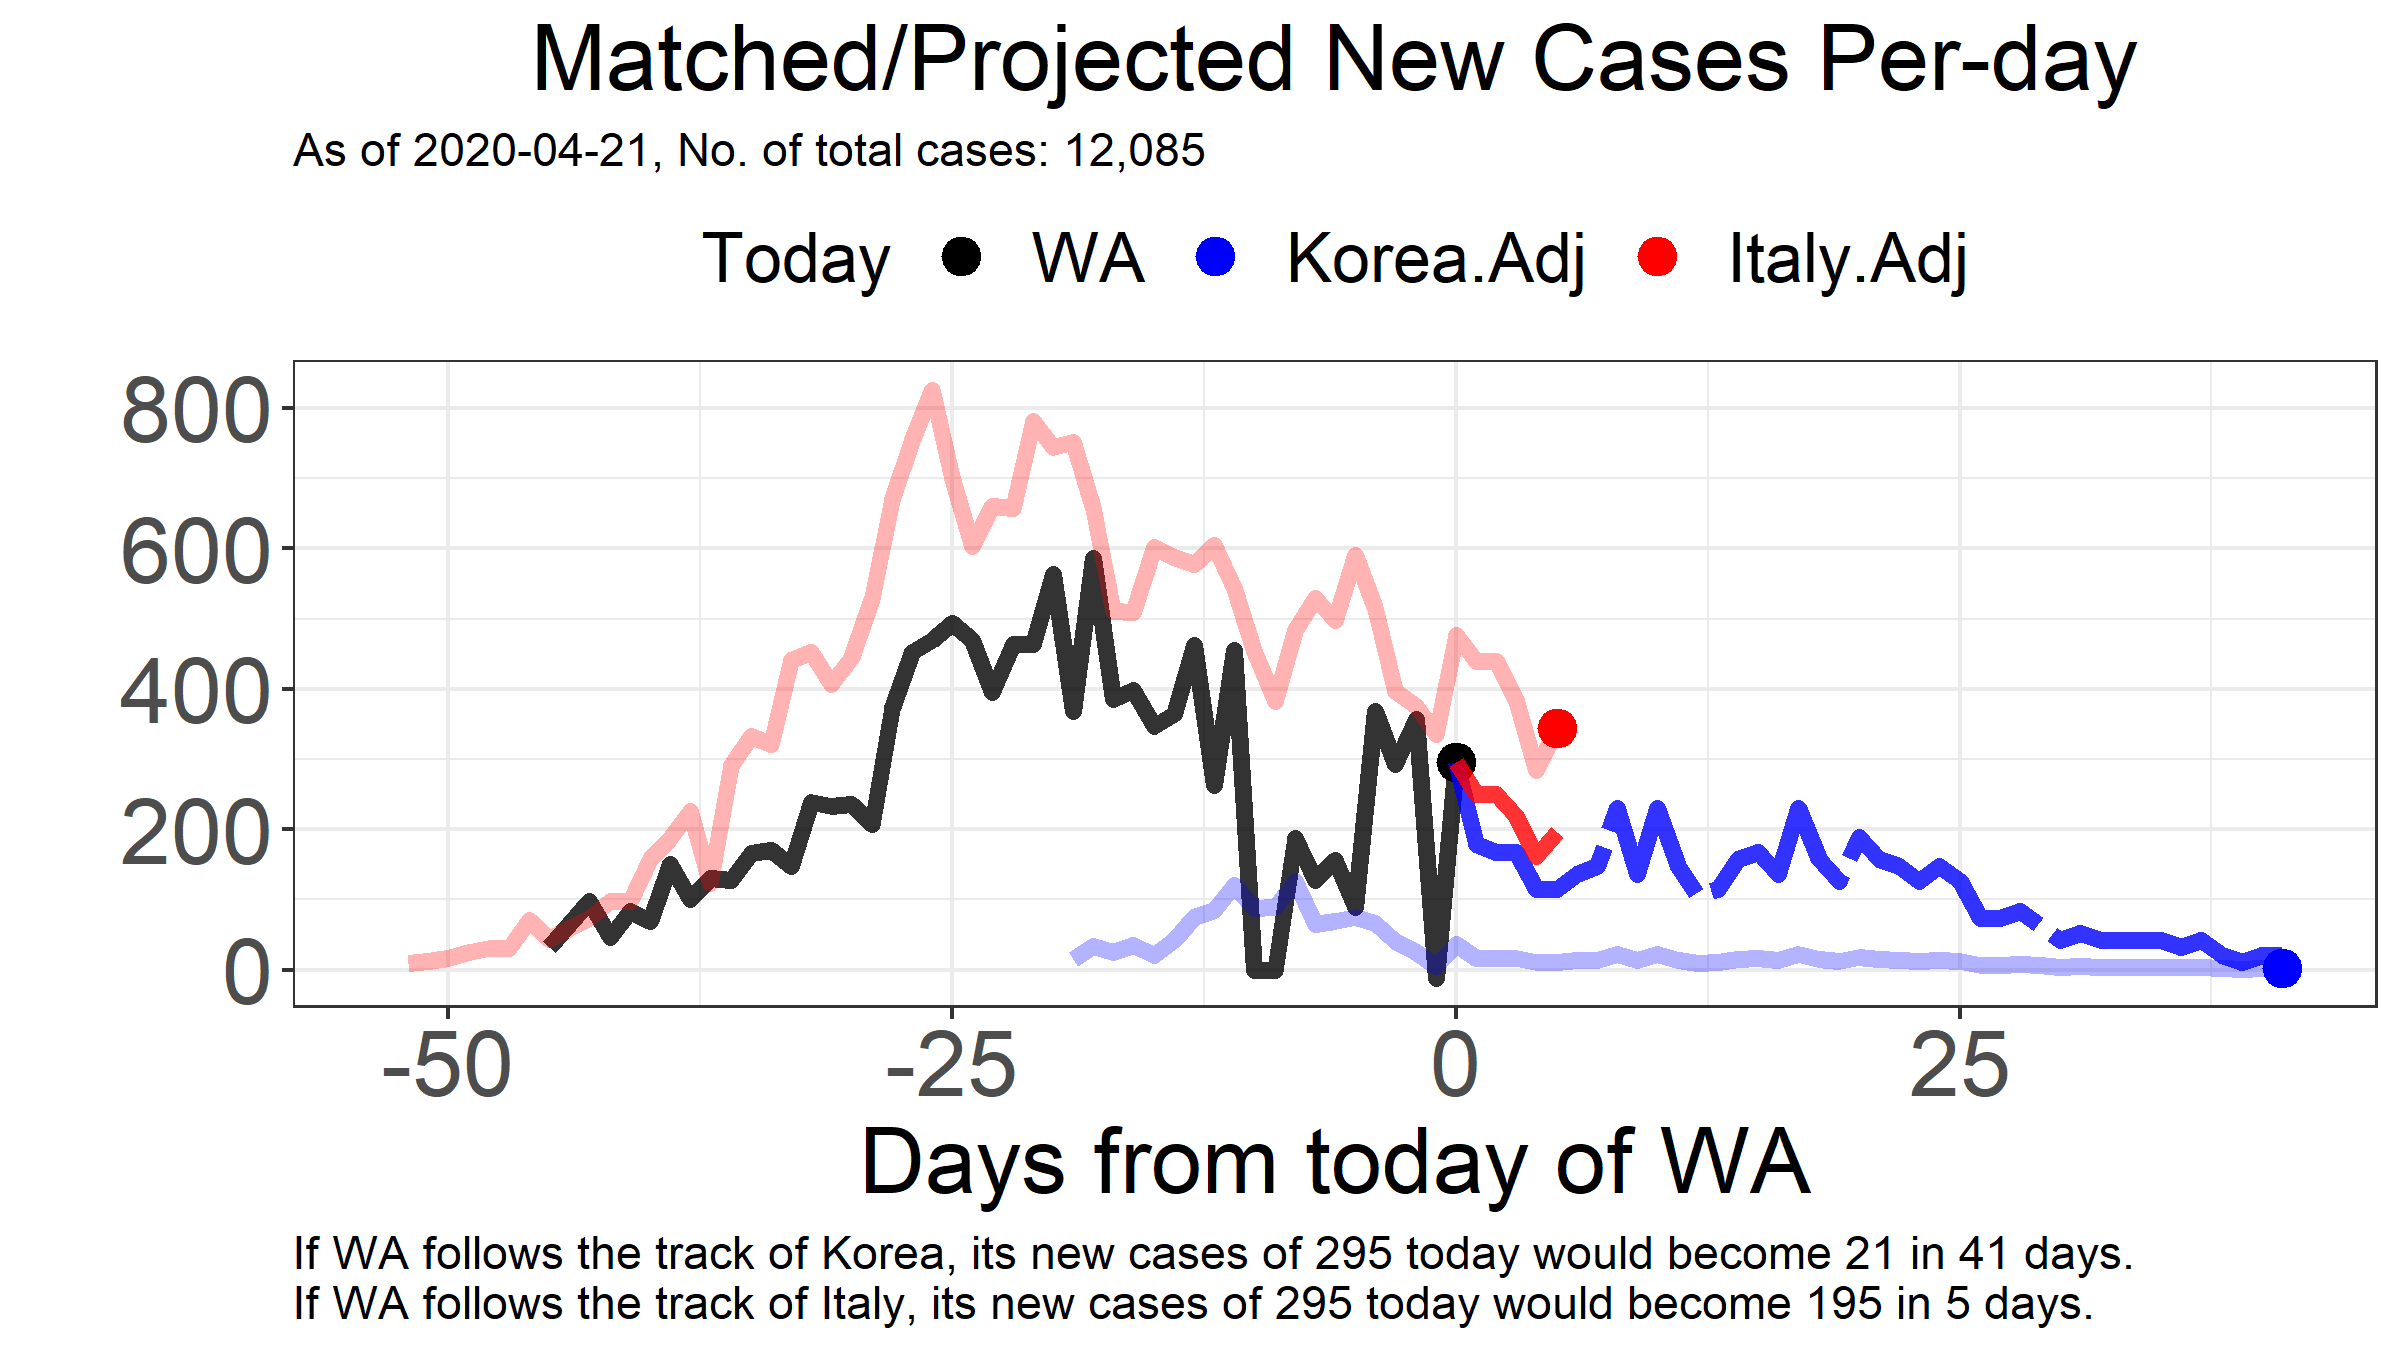 Matched/Projected New Cases Per-day
As of 2020-04-21, No. of total cases: 12,085
Today WA Korea.Adj Italy.Adj
800
600
400
200
0
-50 -25 0 25
Days from today of WA
If WA follows the track of Korea, its new cases of 295 today would become 21 in 41 days.
If WA follows the track of Italy, its new cases of 295 today would become 195 in 5 days.